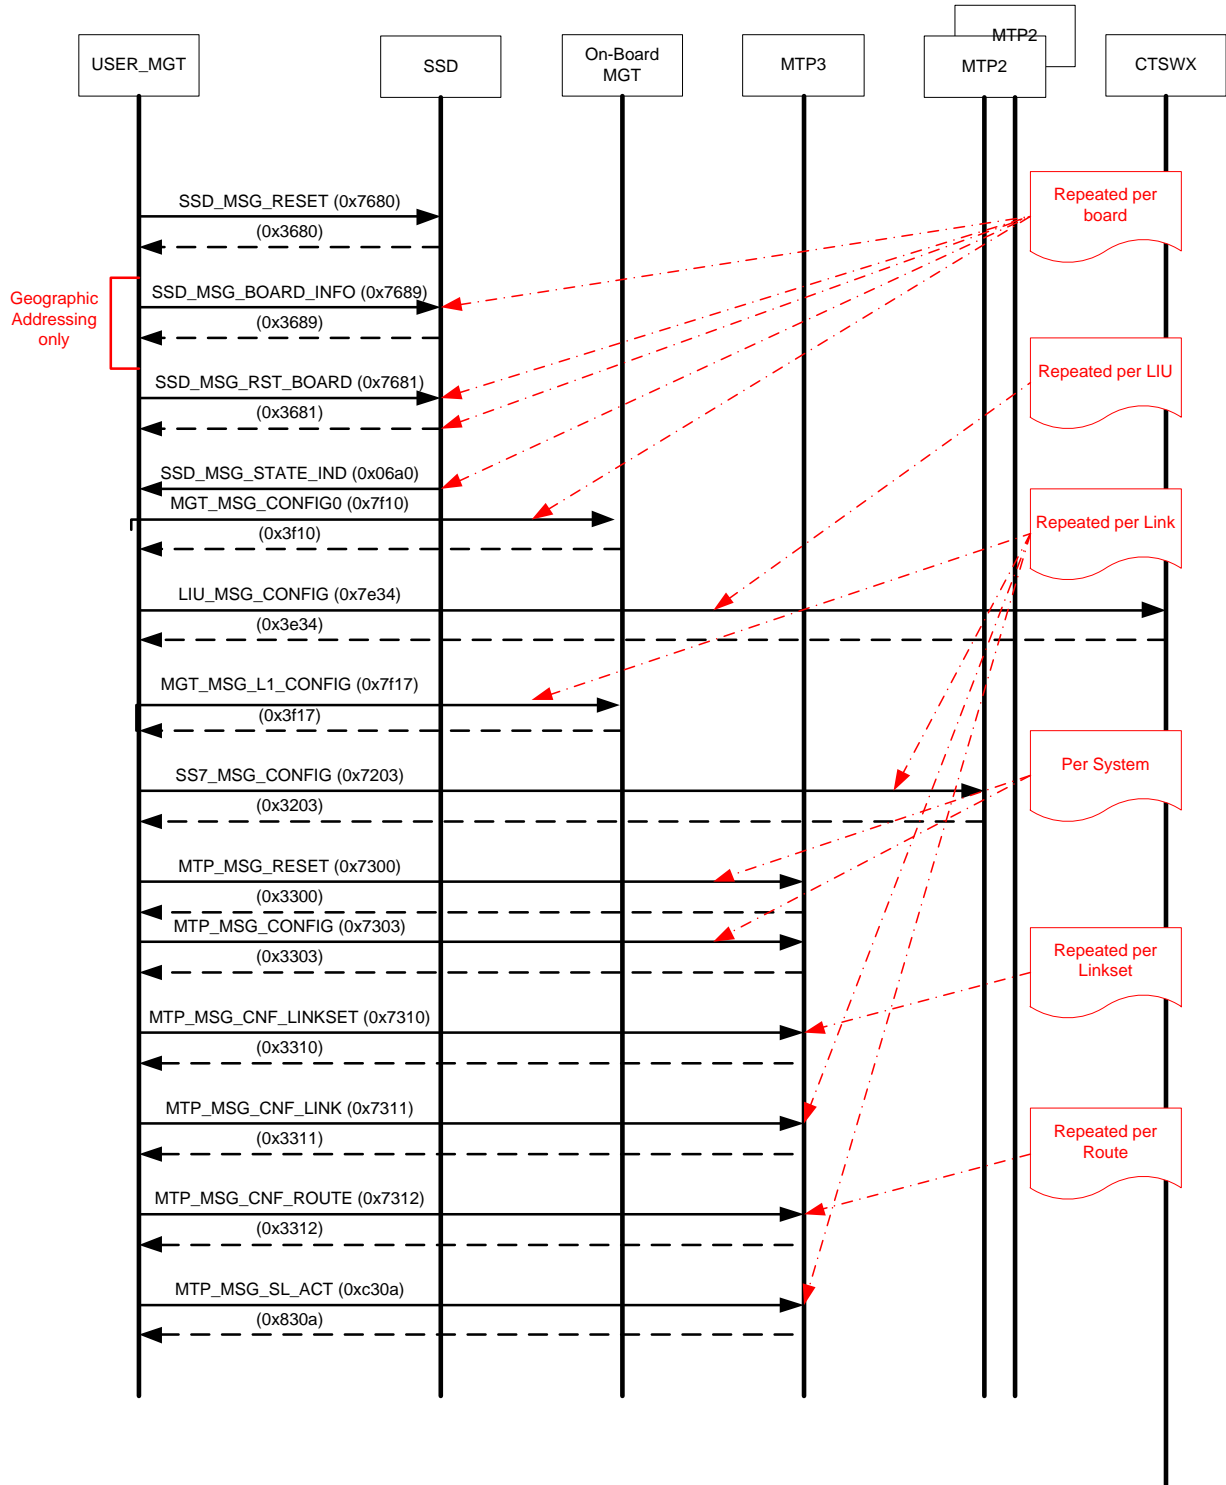 USER_MGT
SSD
On-Board
MGT
MTP3
MTP2
MTP2
CTSWX
SSD_MSG_RESET (0x7680)
(0x3680)
Repeated per
board
Geographic
Addressing
only
SSD_MSG_BOARD_INFO (0x7689)
(0x3689)
SSD_MSG_RST_BOARD (0x7681)
(0x3681)
Repeated per LIU
SSD_MSG_STATE_IND (0x06a0)
MGT_MSG_CONFIG0 (0x7f10)
(0x3f10)
Repeated per Link
LIU_MSG_CONFIG (0x7e34)
(0x3e34)
MGT_MSG_L1_CONFIG (0x7f17)
(0x3f17)
SS7_MSG_CONFIG (0x7203)
(0x3203)
Per System
MTP_MSG_RESET (0x7300)
(0x3300)
MTP_MSG_CONFIG (0x7303)
(0x3303)
Repeated per
Linkset
MTP_MSG_CNF_LINKSET (0x7310)
(0x3310)
MTP_MSG_CNF_LINK (0x7311)
(0x3311)
Repeated per
Route
MTP_MSG_CNF_ROUTE (0x7312)
(0x3312)
MTP_MSG_SL_ACT (0xc30a)
(0x830a)